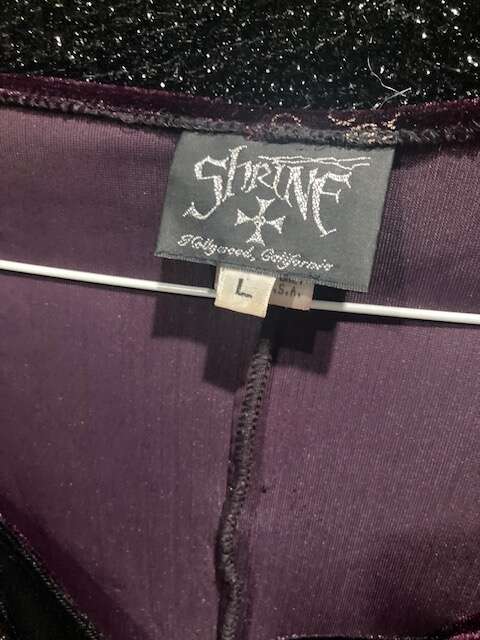 Shrine
Hollywood, California
L
S.A.